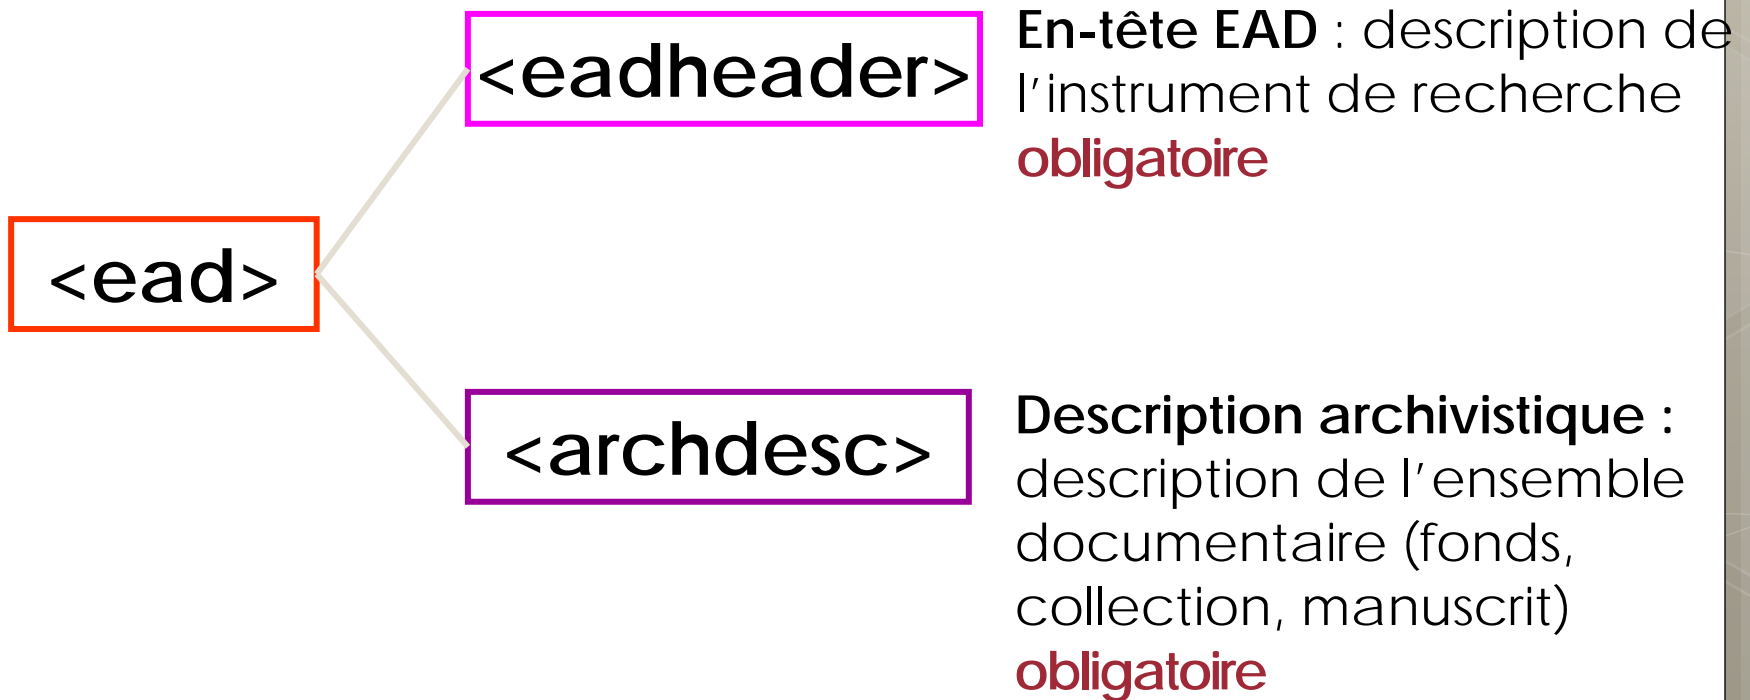 <eadheader>
En-tête EAD : description de
l’instrument de recherche
obligatoire
<ead>
<archdesc>
Description archivistique :
description de l’ensemble
documentaire (fonds,
collection, manuscrit)
obligatoire